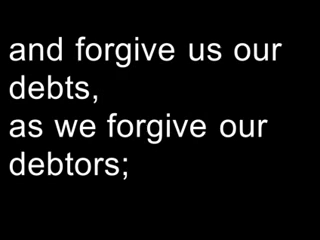 and forgive us our
debts,
as we forgive our
debtors;